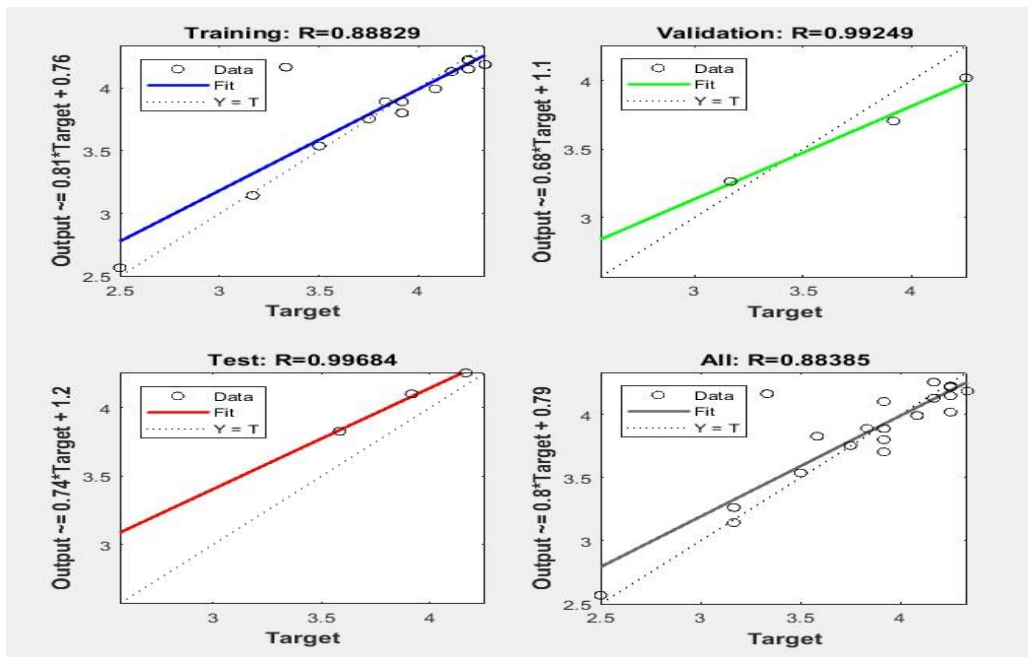 Training: R=0.88829
Output ~= 0.81*Target + 0.76
Data
Fit
Y = T
4
3.5
3
2.5
2.5
3
3.5
4
Target
Validation: R=0.99249
Output ~= 0.68*Target + 1.1
Data
Fit
Y = T
4
3.5
3
3
3.5
4
Target
Test: R=0.99684
Output ~= 0.74*Target + 1.2
Data
Fit
Y = T
4
3.5
3
3
3.5
4
Target
All: R=0.88385
Output ~= 0.8*Target + 0.79
Data
Fit
Y = T
4
3.5
3
2.5
2.5
3
3.5
4
Target